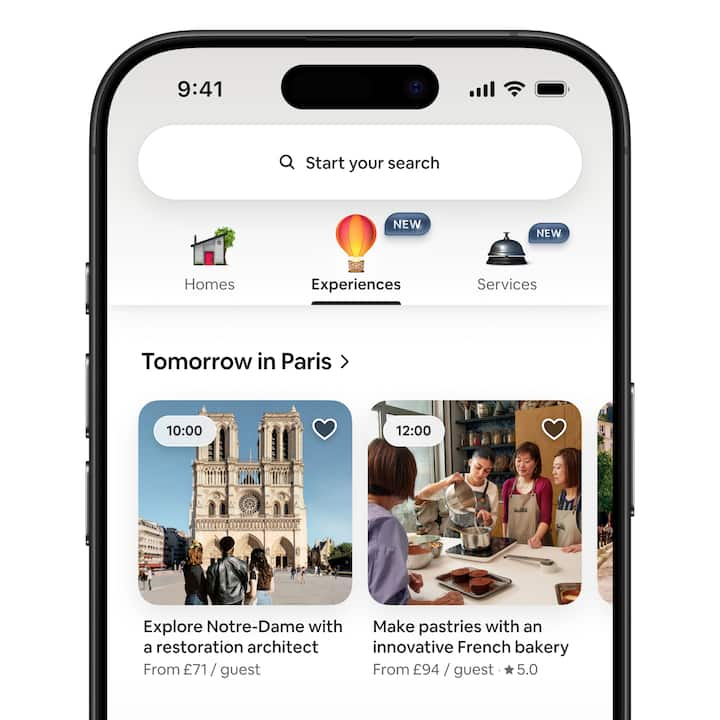 9:41
Start your search
NEW
NEW
Homes
Experiences
Services
Tomorrow in Paris
10:00
12:00
Explore Notre-Dame with
a restoration architect
From £71 / guest
Make pastries with an
innovative French bakery
From £94 / guest · ★ 5.0